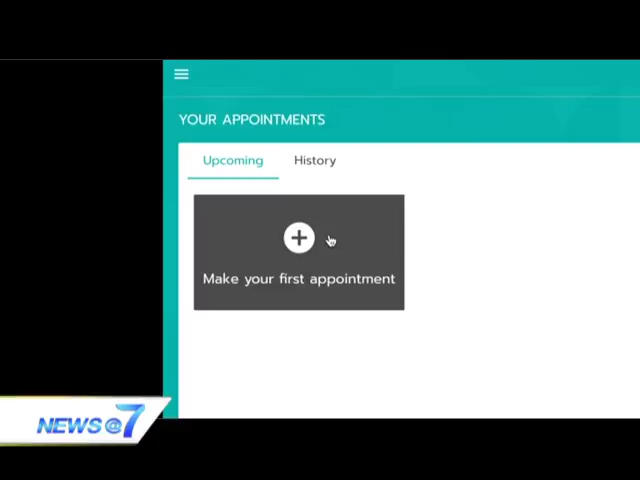 YOUR APPOINTMENTS
Upcoming History
Make your first appointment
NEWS@7